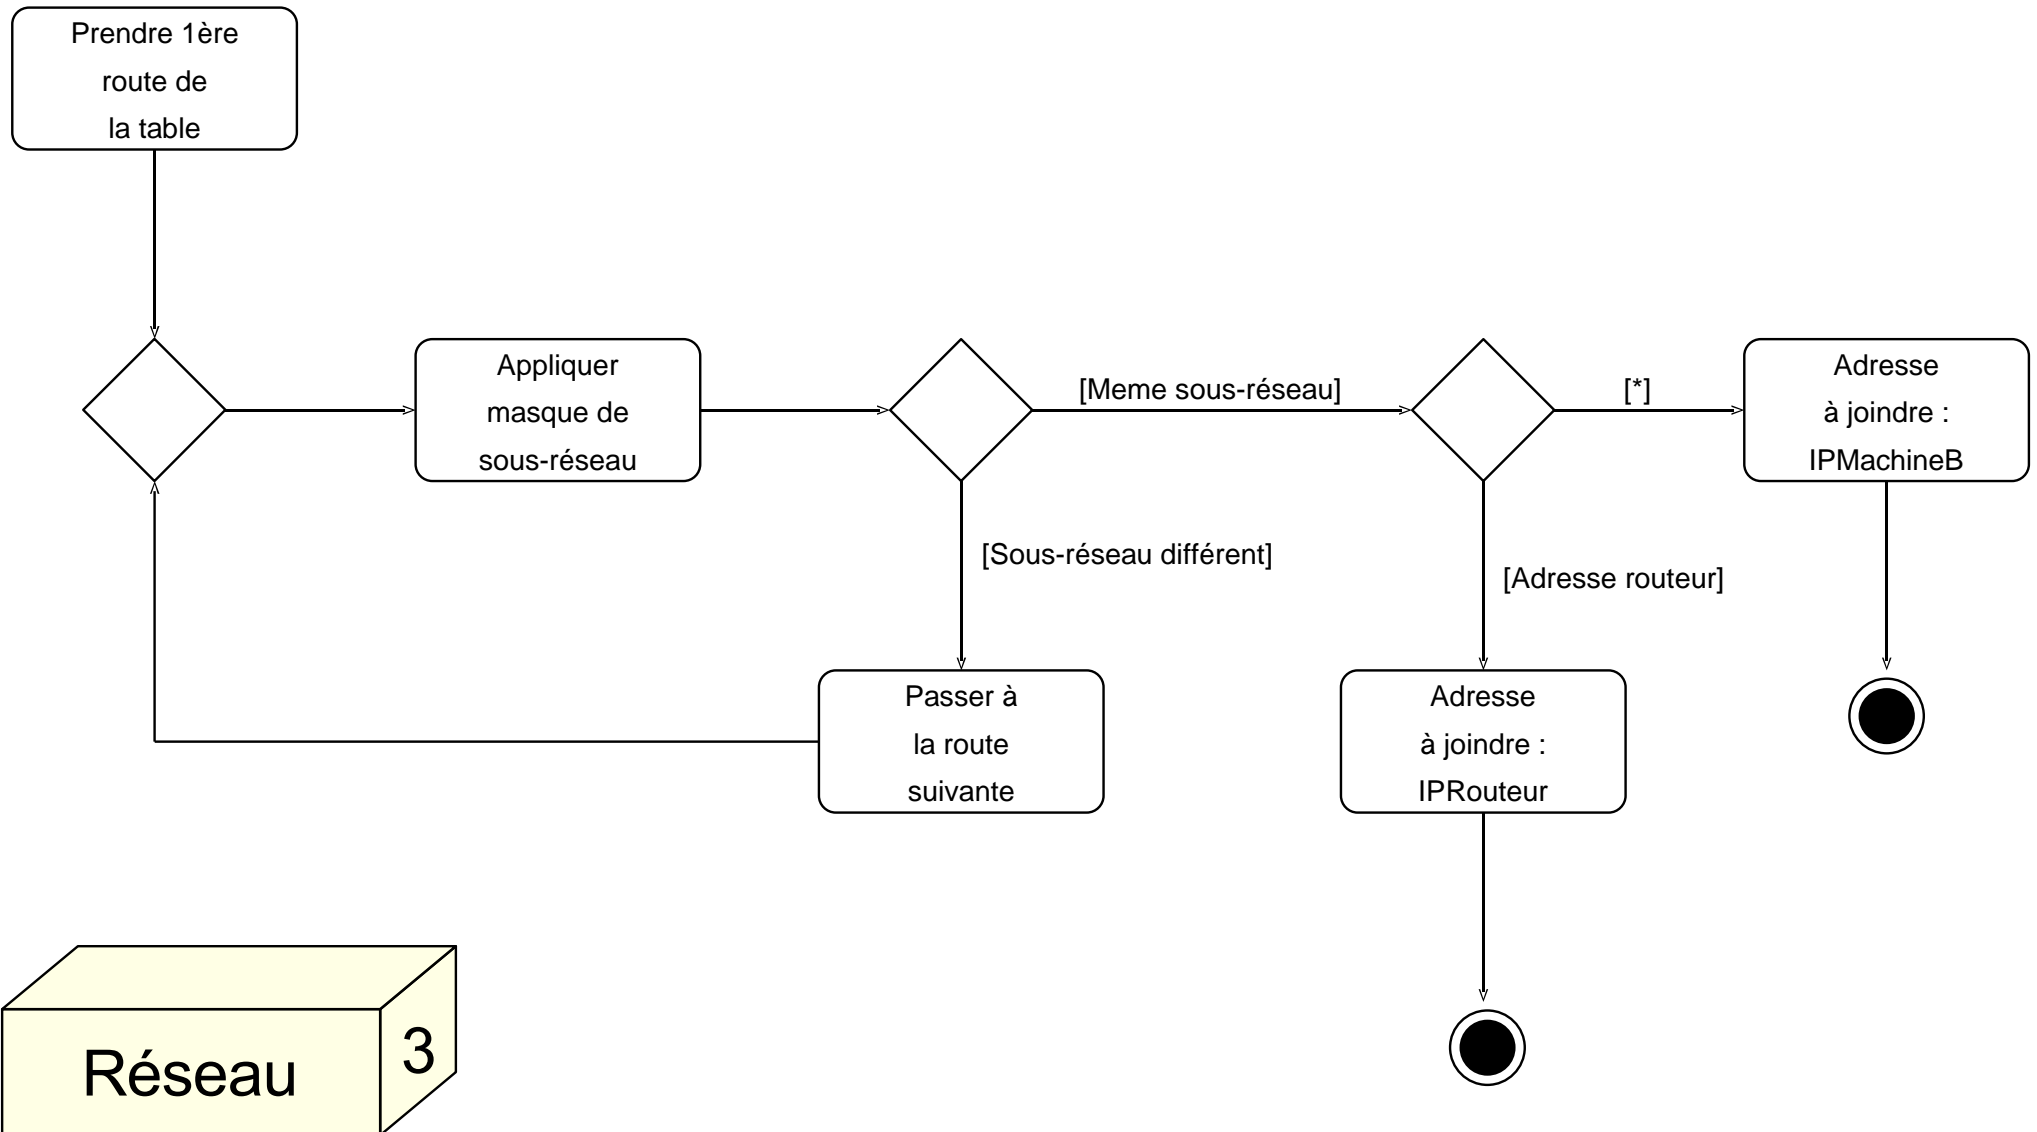 Prendre 1ère
route de
la table
Appliquer
masque de
sous-réseau
[Meme sous-réseau]
[*]
Adresse
à joindre :
IPMachineB
[Sous-réseau différent]
[Adresse routeur]
Passer à
la route
suivante
Adresse
à joindre :
IPRouteur
Réseau
3